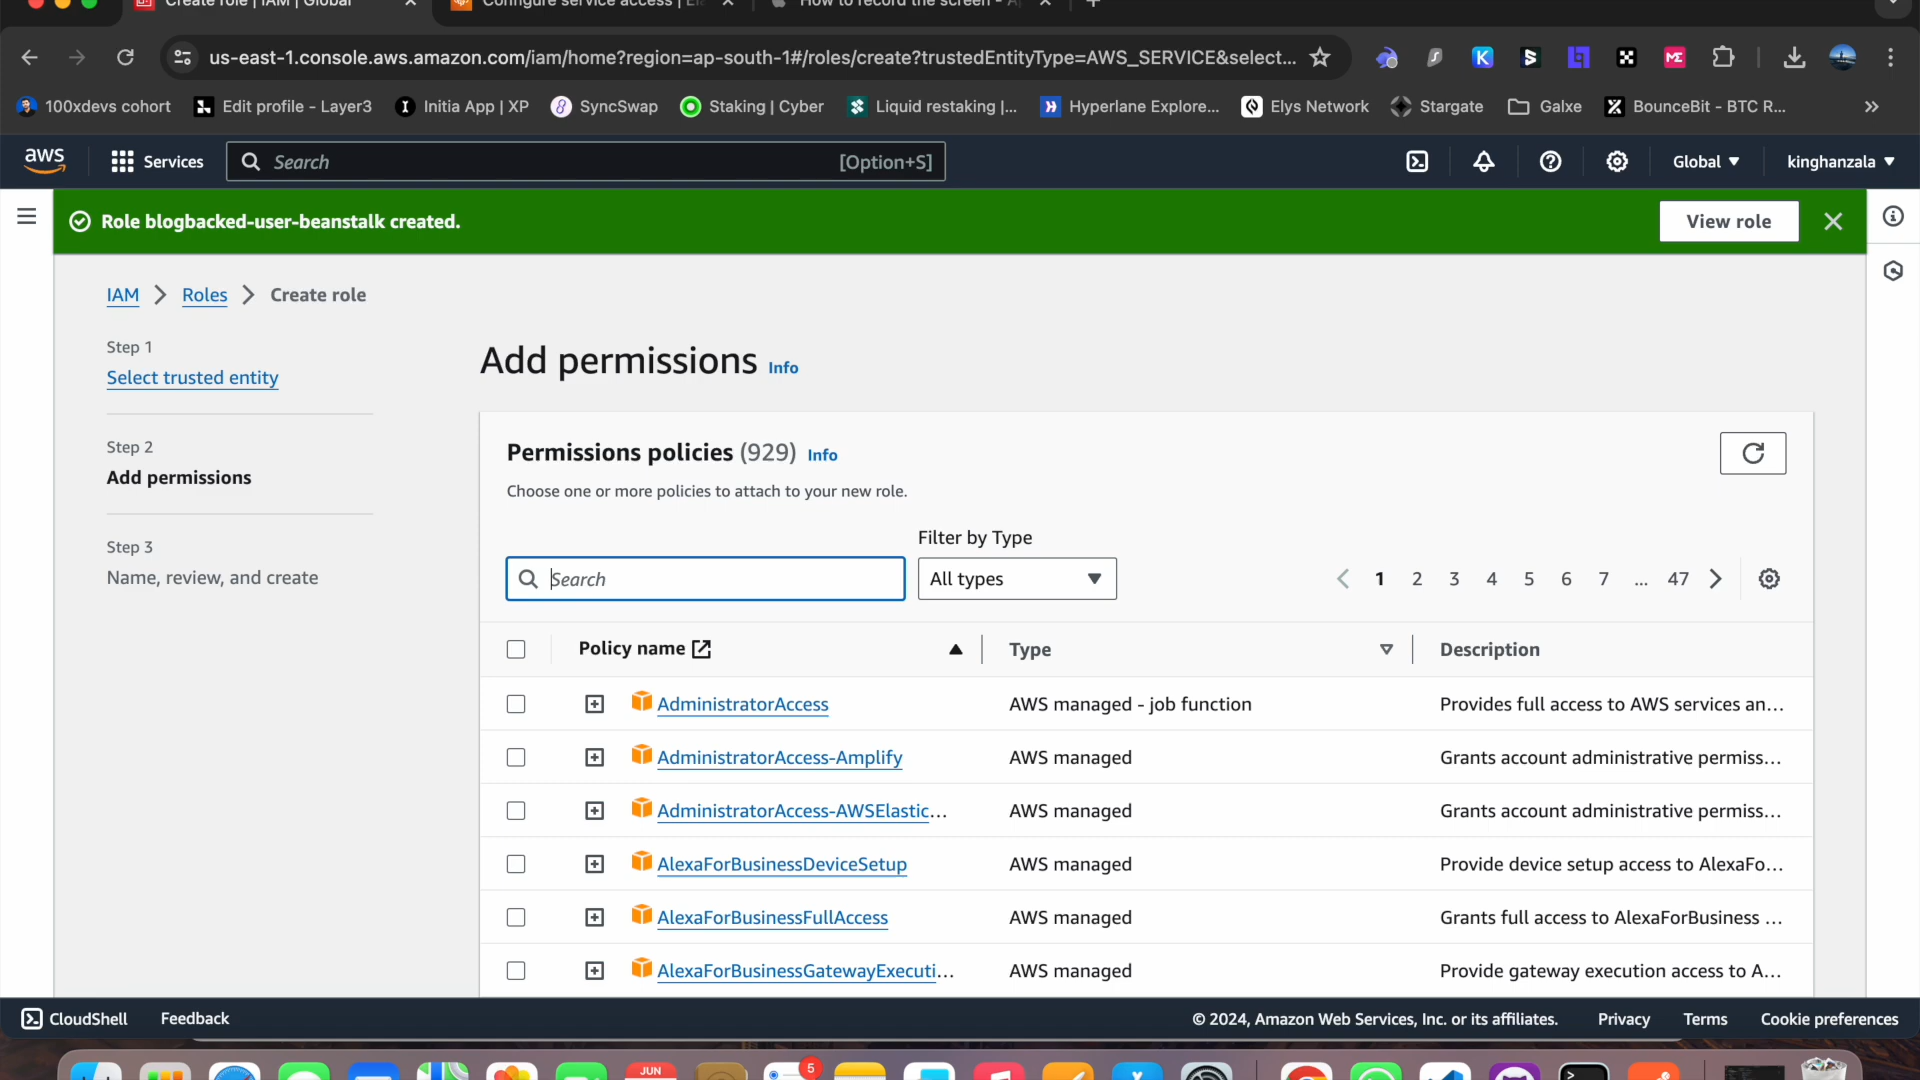 Create role | IAM | Global
Configure service access | El
How to record the screen - A
us-east-1.console.aws.amazon.com/iam/home?region=ap-south-1#/roles/create?trustedEntityType=AWS_SERVICE&select...
100xdevs cohort
Edit profile - Layer3
Initia App | XP
SyncSwap
Staking | Cyber
Liquid restaking |...
Hyperlane Explore...
Elys Network
Stargate
Galxe
BounceBit - BTC R...
aws
Services
Search
[Option+S]
Global
kinghanzala
Role blogbacked-user-beanstalk created.
View role
IAM
Roles
Create role
Step 1
Select trusted entity
Step 2
Add permissions
Step 3
Name, review, and create
Add permissions Info
Permissions policies (929) Info
Choose one or more policies to attach to your new role.
Filter by Type
Search
All types
1 2 3 4 5 6 7 ... 47
Policy name
Type
Description
AdministratorAccess
AWS managed - job function
Provides full access to AWS services an...
AdministratorAccess-Amplify
AWS managed
Grants account administrative permiss...
AdministratorAccess-AWSElastic...
AWS managed
Grants account administrative permiss...
AlexaForBusinessDeviceSetup
AWS managed
Provide device setup access to AlexaFo...
AlexaForBusinessFullAccess
AWS managed
Grants full access to AlexaForBusiness ...
AlexaForBusinessGatewayExecuti...
AWS managed
Provide gateway execution access to A...
CloudShell
Feedback
© 2024, Amazon Web Services, Inc. or its affiliates.
Privacy
Terms
Cookie preferences
JUN
5